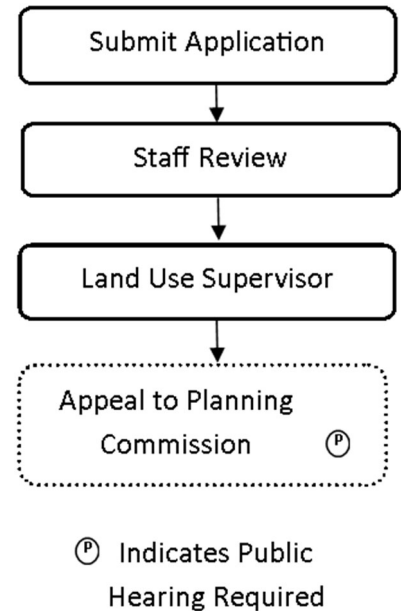 Submit Application
Staff Review
Land Use Supervisor
Appeal to Planning
Commission Ⓟ
Ⓟ Indicates Public
Hearing Required